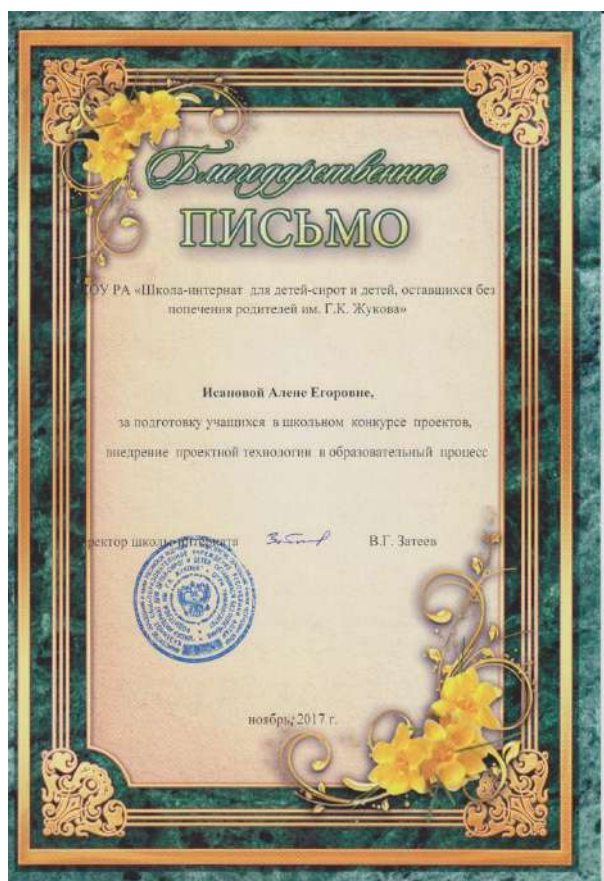 Благодарственное
ПИСЬМО
ОУ РА «Школа-интернат для детей-сирот и детей, оставшихся без
попечения родителей им. Г.К. Жукова»
Исановой Алене Егоровне,
за подготовку учащихся в школьном конкурсе проектов,
внедрение проектной технологии в образовательный процесс
ректор школы-интерната В.Г. Затеев
ноябрь, 2017 г.